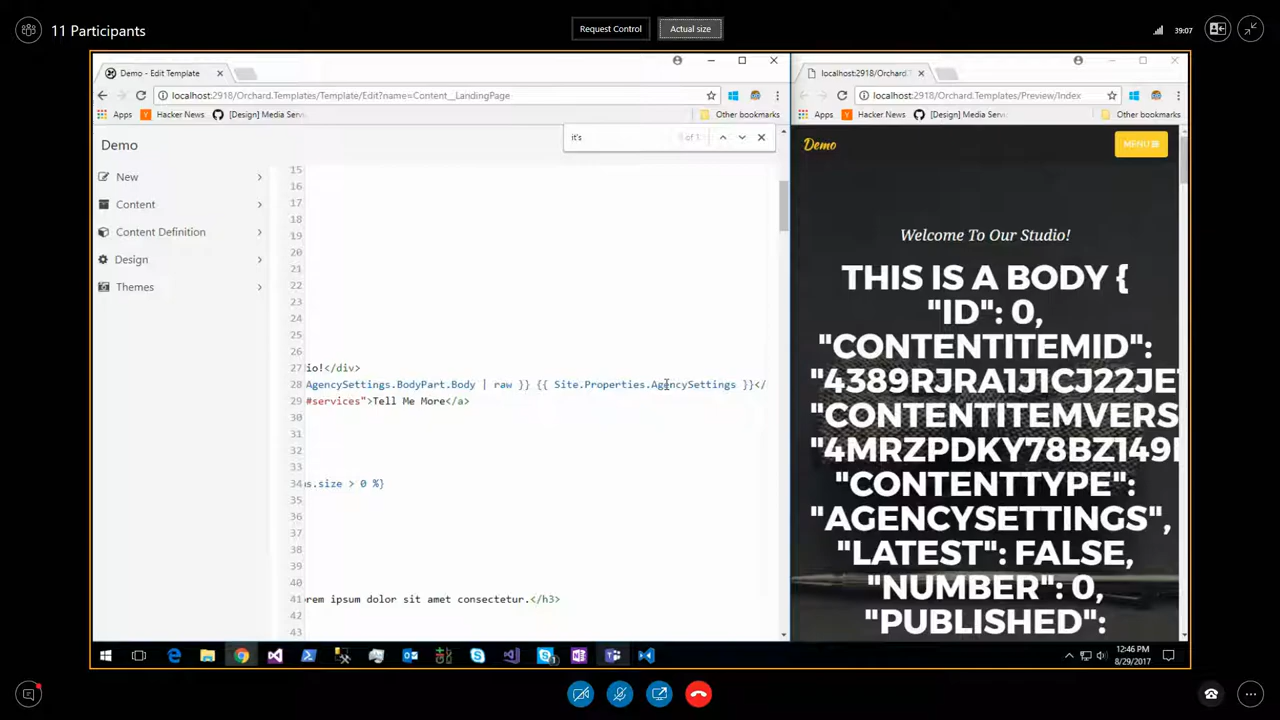 11 Participants
Request Control
Actual size
39:07
Demo - Edit Template
localhost:2918/Orchard.Templates/Template/Edit?name=Content__LandingPage
Apps
Hacker News
[Design] Media Serv
Other bookmarks
it's
0 of 1
Demo
New
Content
Content Definition
Design
Themes
15
16
17
18
19
20
21
22
23
24
25
26
27 io!</div>
28 AgencySettings.BodyPart.Body | raw }} {{ Site.Properties.AgencySettings }}</
29 #services">Tell Me More</a>
30
31
32
33
34 s.size > 0 %}
35
36
37
38
39
40
41 orem ipsum dolor sit amet consectetur.</h3>
42
43
localhost:2918/Orchard.T
localhost:2918/Orchard.Templates/Preview/Index
Apps
Hacker News
[Design] Media Serv
Other bookmarks
Demo
MENU
Welcome To Our Studio!
THIS IS A BODY {
"ID": 0,
"CONTENTITEMID":
"4389RJRA1J1CJ22JE
"CONTENTITEMVERS
"4MRZPDKY78BZ149
"CONTENTTYPE":
"AGENCYSETTINGS",
"LATEST": FALSE,
"NUMBER": 0,
"PUBLISHED":
12:46 PM
8/29/2017